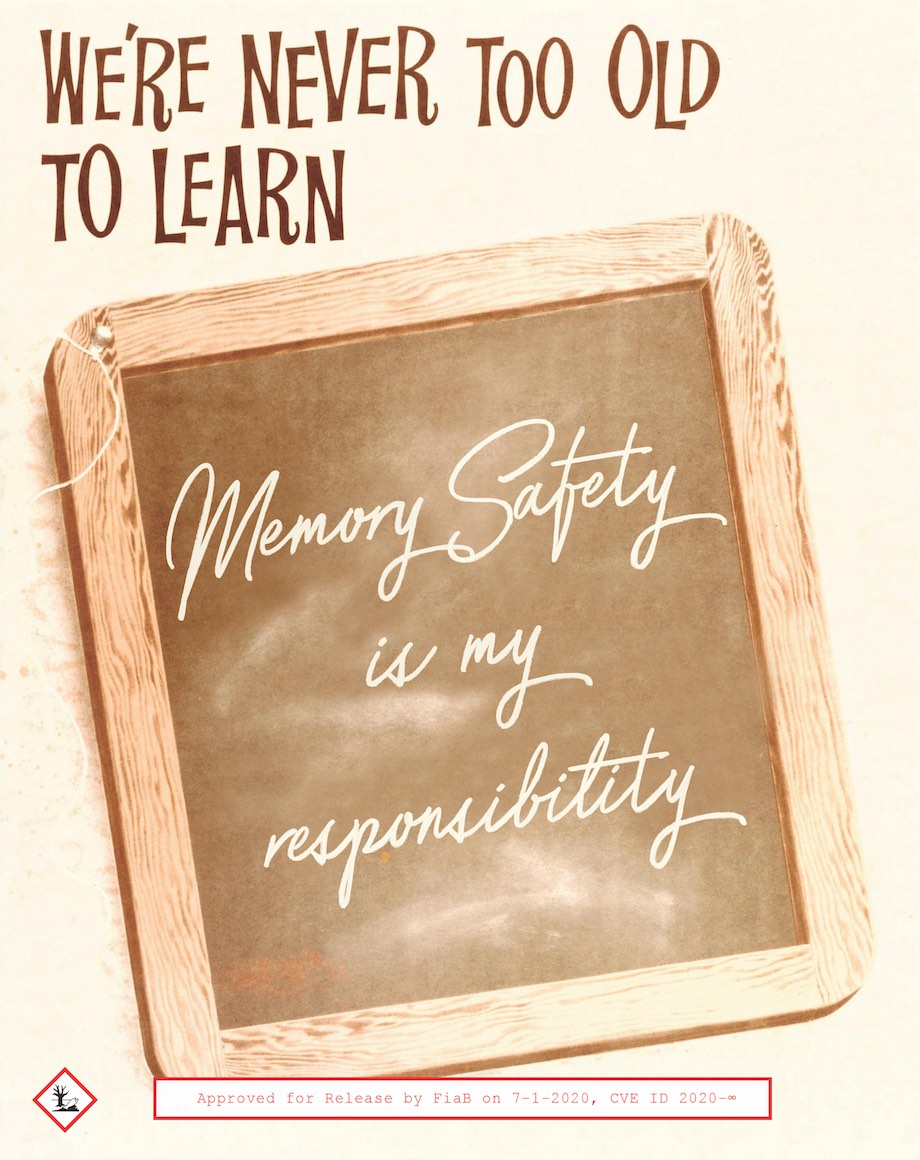 WE'RE NEVER TOO OLD
TO LEARN
Memory Safety
is my
responsibility
Approved for Release by FiaB on 7-1-2020, CVE ID 2020-∞